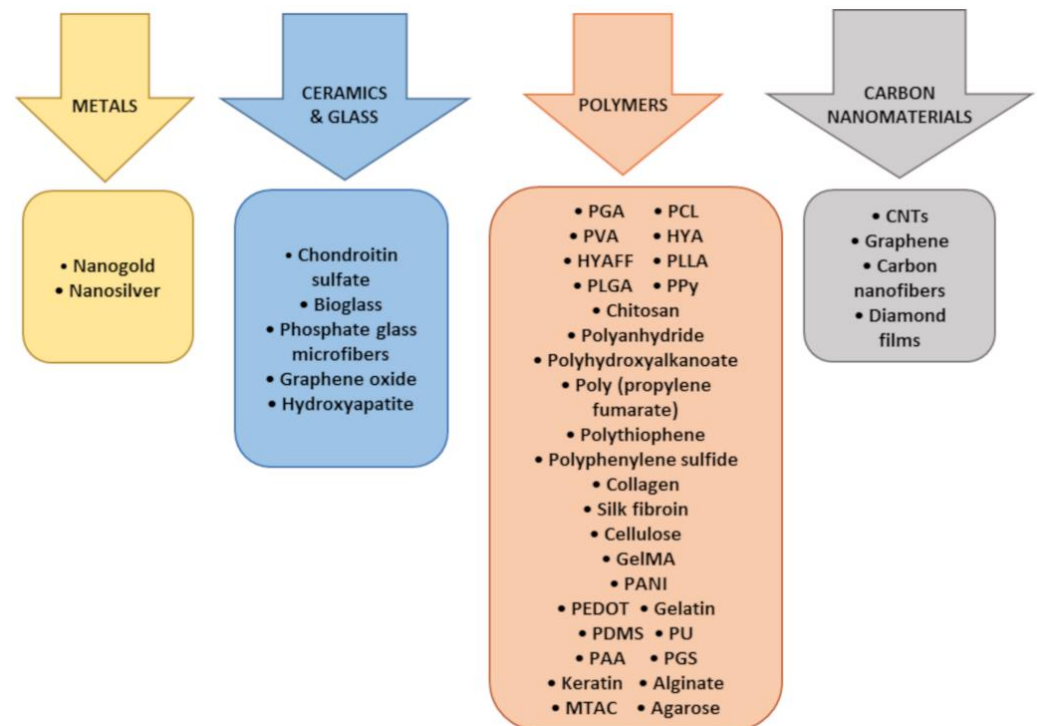 METALS
• Nanogold
• Nanosilver
CERAMICS
& GLASS
• Chondroitin
sulfate
• Bioglass
• Phosphate glass
microfibers
• Graphene oxide
• Hydroxyapatite
POLYMERS
• PGA • PCL
• PVA • HYA
• HYAFF • PLLA
• PLGA • PPy
• Chitosan
• Polyanhydride
• Polyhydroxyalkanoate
• Poly (propylene
fumarate)
• Polythiophene
• Polyphenylene sulfide
• Collagen
• Silk fibroin
• Cellulose
• GelMA
• PANI
• PEDOT • Gelatin
• PDMS • PU
• PAA • PGS
• Keratin • Alginate
• MTAC • Agarose
CARBON
NANOMATERIALS
• CNTs
• Graphene
• Carbon
nanofibers
• Diamond
films